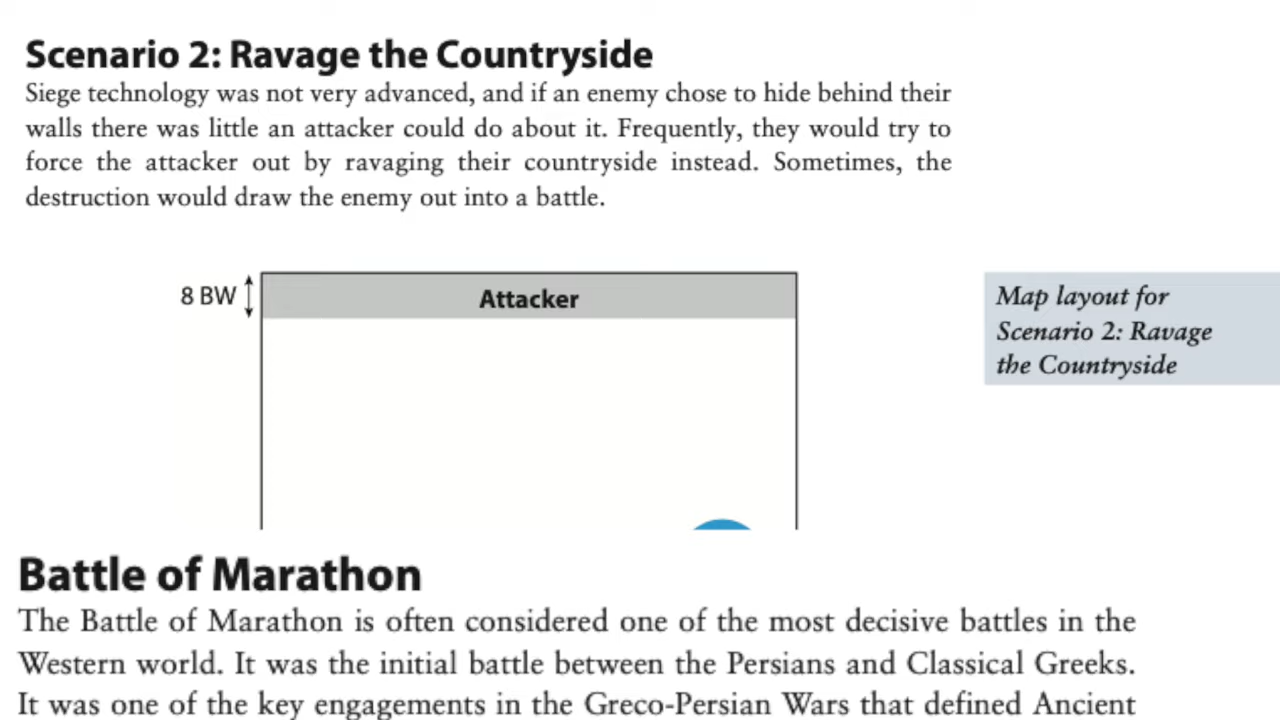 Scenario 2: Ravage the Countryside
Siege technology was not very advanced, and if an enemy chose to hide behind their
walls there was little an attacker could do about it. Frequently, they would try to
force the attacker out by ravaging their countryside instead. Sometimes, the
destruction would draw the enemy out into a battle.
8 BW
Attacker
Map layout for
Scenario 2: Ravage
the Countryside
Battle of Marathon
The Battle of Marathon is often considered one of the most decisive battles in the
Western world. It was the initial battle between the Persians and Classical Greeks.
It was one of the key engagements in the Greco-Persian Wars that defined Ancient